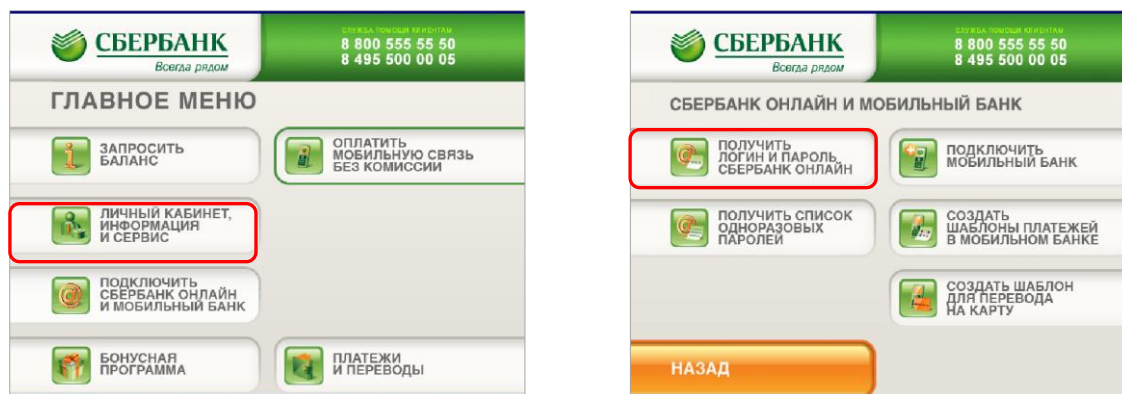 СБЕРБАНК
Всегда рядом
СЛУЖБА ПОМОЩИ КЛИЕНТАМ
8 800 555 55 50
8 495 500 00 05
ГЛАВНОЕ МЕНЮ
ЗАПРОСИТЬ
БАЛАНС
ОПЛАТИТЬ
МОБИЛЬНУЮ СВЯЗЬ
БЕЗ КОМИССИИ
ЛИЧНЫЙ КАБИНЕТ,
ИНФОРМАЦИЯ
И СЕРВИС
ПОДКЛЮЧИТЬ
СБЕРБАНК ОНЛАЙН
И МОБИЛЬНЫЙ БАНК
БОНУСНАЯ
ПРОГРАММА
ПЛАТЕЖИ
И ПЕРЕВОДЫ
СБЕРБАНК
Всегда рядом
СЛУЖБА ПОМОЩИ КЛИЕНТАМ
8 800 555 55 50
8 495 500 00 05
СБЕРБАНК ОНЛАЙН И МОБИЛЬНЫЙ БАНК
ПОЛУЧИТЬ
ЛОГИН И ПАРОЛЬ
СБЕРБАНК ОНЛАЙН
ПОДКЛЮЧИТЬ
МОБИЛЬНЫЙ БАНК
ПОЛУЧИТЬ СПИСОК
ОДНОРАЗОВЫХ
ПАРОЛЕЙ
СОЗДАТЬ
ШАБЛОНЫ ПЛАТЕЖЕЙ
В МОБИЛЬНОМ БАНКЕ
СОЗДАТЬ ШАБЛОН
ДЛЯ ПЕРЕВОДА
НА КАРТУ
НАЗАД